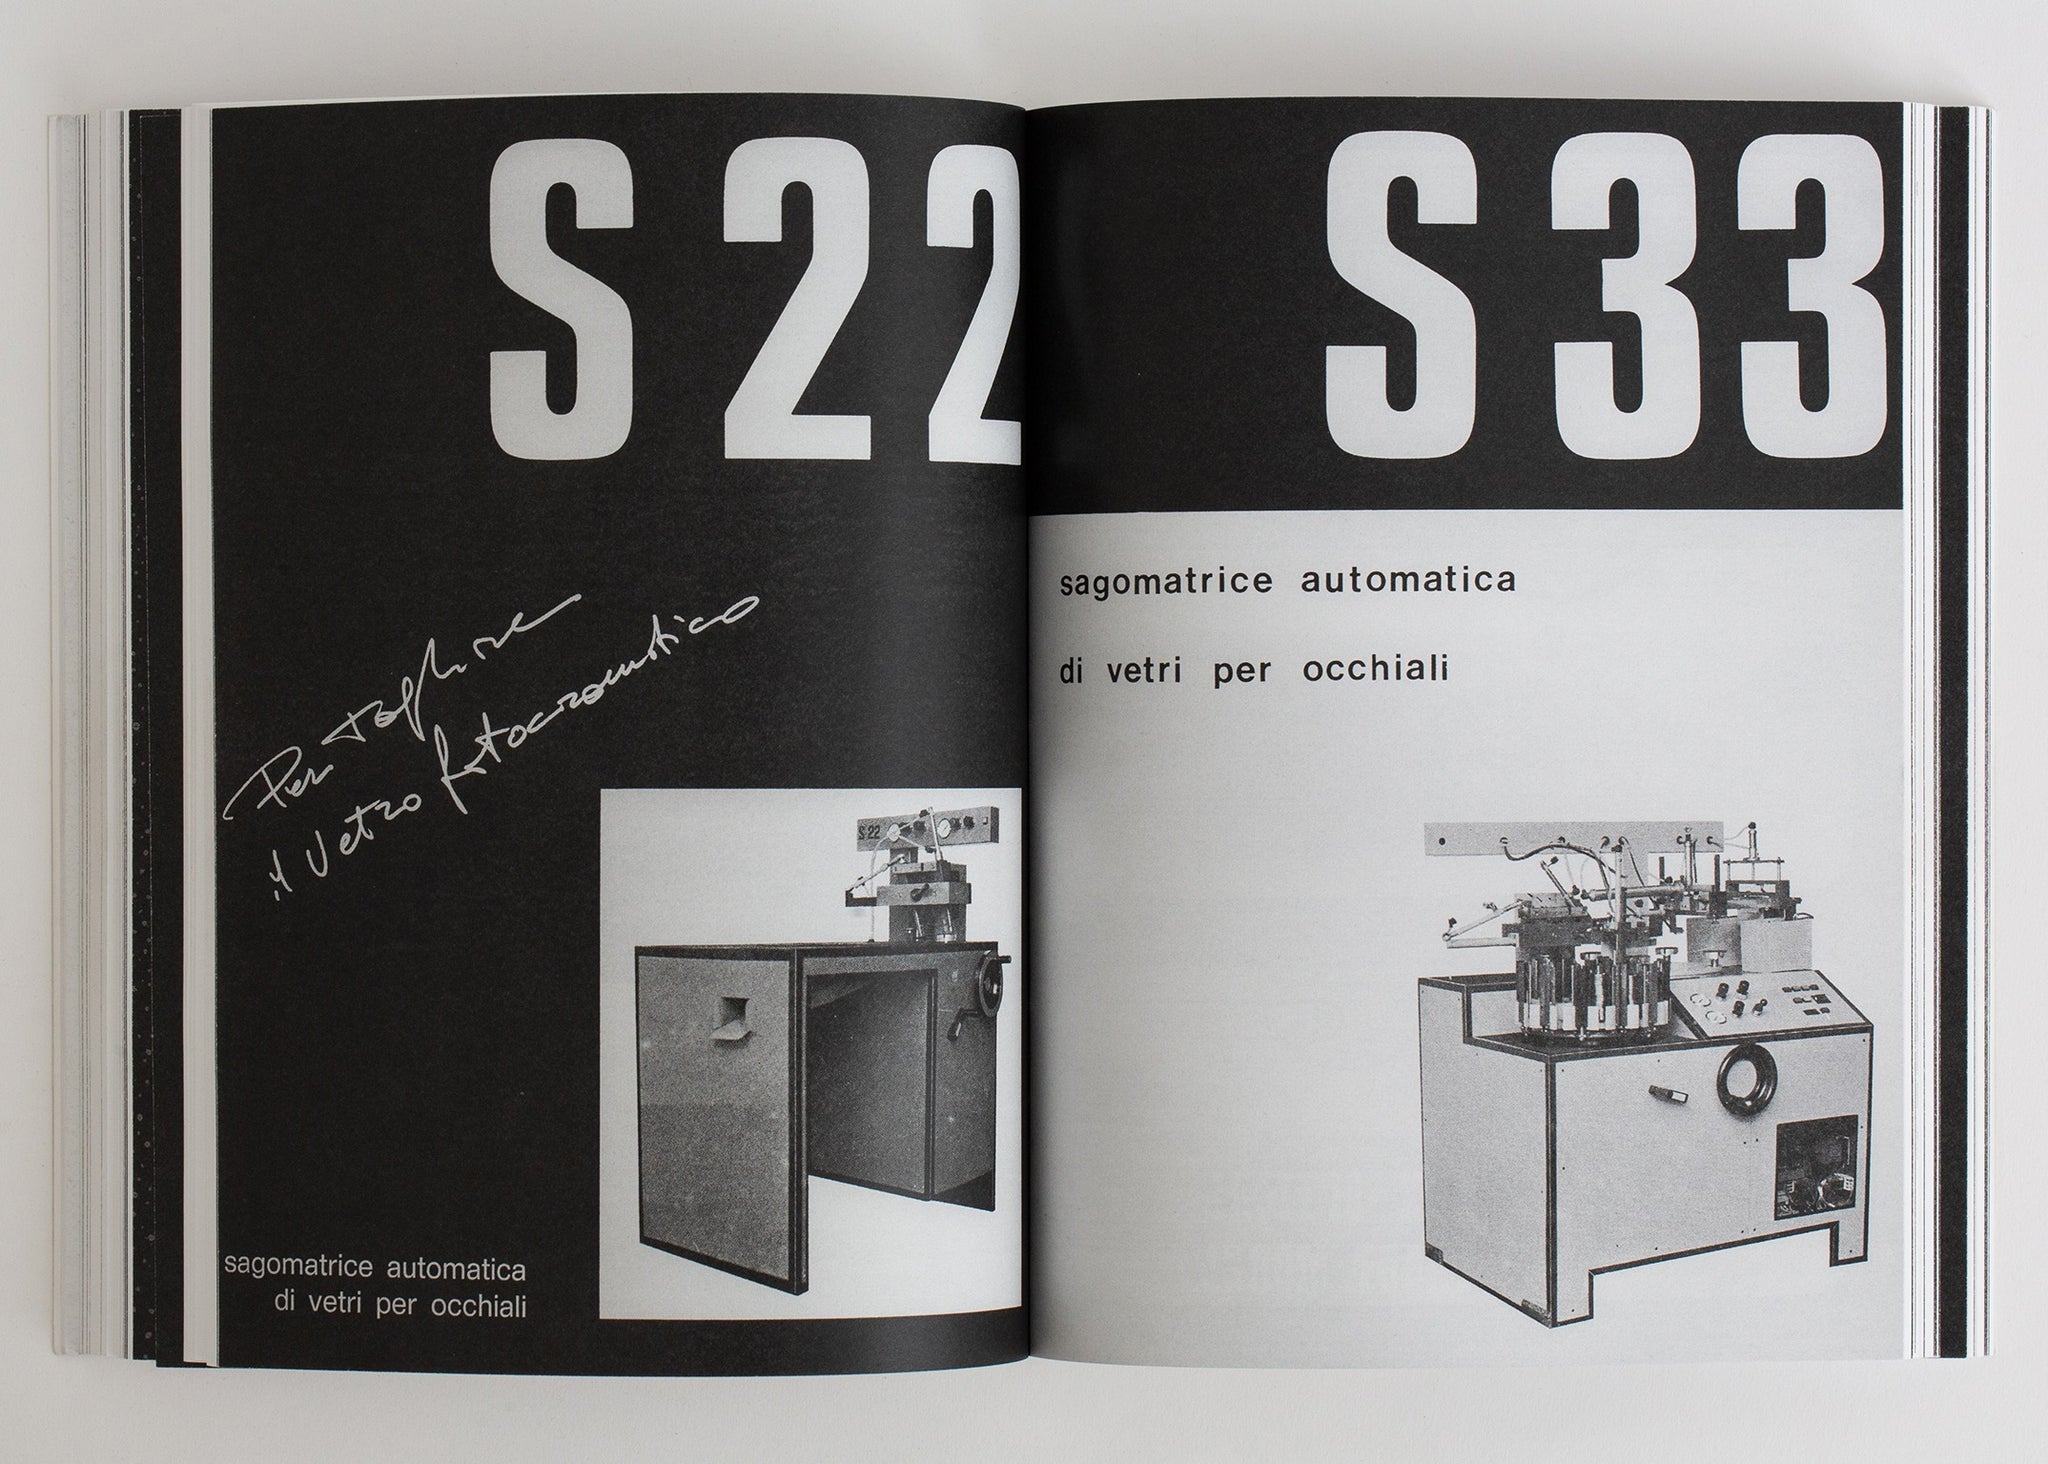 S 22
Per tagliare
il Vetro fotocromatico
S 22
sagomatrice automatica
di vetri per occhiali
S 33
sagomatrice automatica
di vetri per occhiali